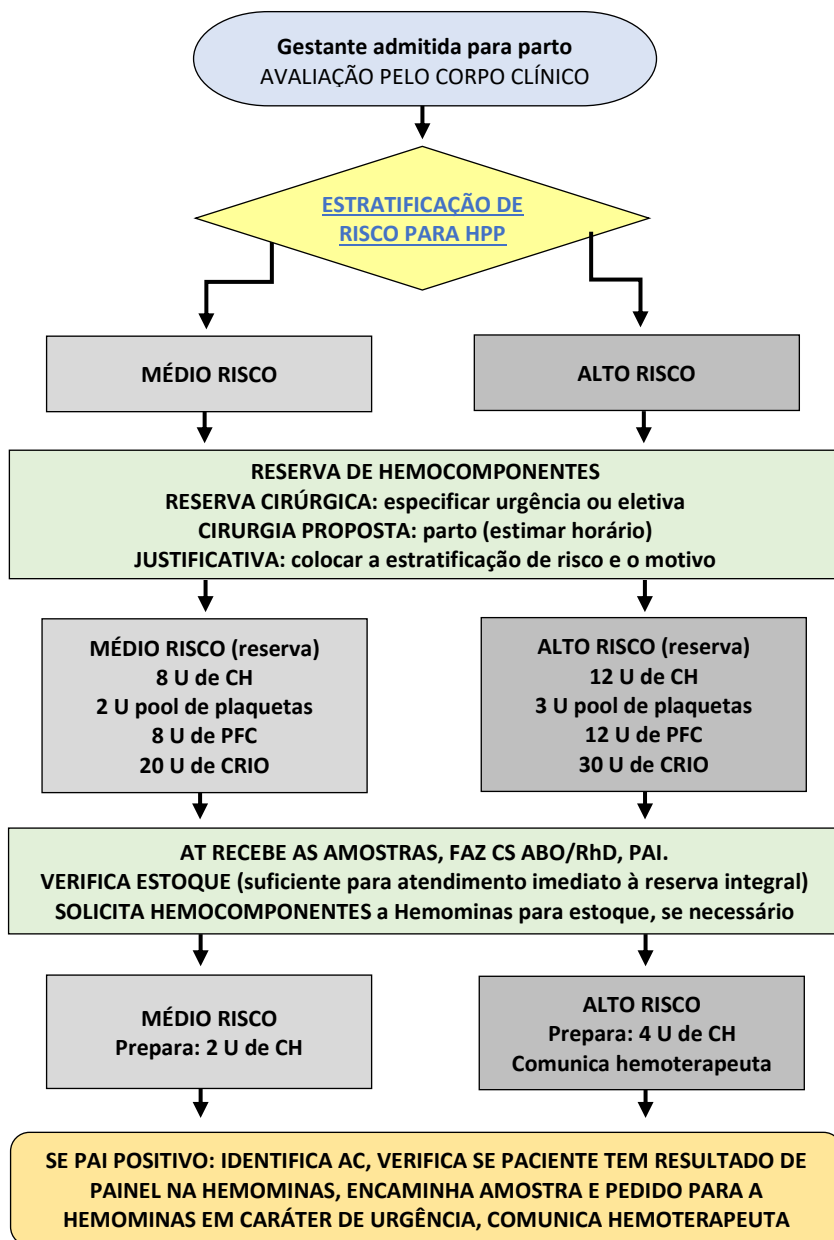 Gestante admitida para parto
AVALIAÇÃO PELO CORPO CLÍNICO
ESTRATIFICAÇÃO DE
RISCO PARA HPP
MÉDIO RISCO
ALTO RISCO
RESERVA DE HEMOCOMPONENTES
RESERVA CIRÚRGICA: especificar urgência ou eletiva
CIRURGIA PROPOSTA: parto (estimar horário)
JUSTIFICATIVA: colocar a estratificação de risco e o motivo
MÉDIO RISCO (reserva)
8 U de CH
2 U pool de plaquetas
8 U de PFC
20 U de CRIO
ALTO RISCO (reserva)
12 U de CH
3 U pool de plaquetas
12 U de PFC
30 U de CRIO
AT RECEBE AS AMOSTRAS, FAZ CS ABO/RhD, PAI.
VERIFICA ESTOQUE (suficiente para atendimento imediato à reserva integral)
SOLICITA HEMOCOMPONENTES a Hemominas para estoque, se necessário
MÉDIO RISCO
Prepara: 2 U de CH
ALTO RISCO
Prepara: 4 U de CH
Comunica hemoterapeuta
SE PAI POSITIVO: IDENTIFICA AC, VERIFICA SE PACIENTE TEM RESULTADO DE
PAINEL NA HEMOMINAS, ENCAMINHA AMOSTRA E PEDIDO PARA A
HEMOMINAS EM CARÁTER DE URGÊNCIA, COMUNICA HEMOTERAPEUTA